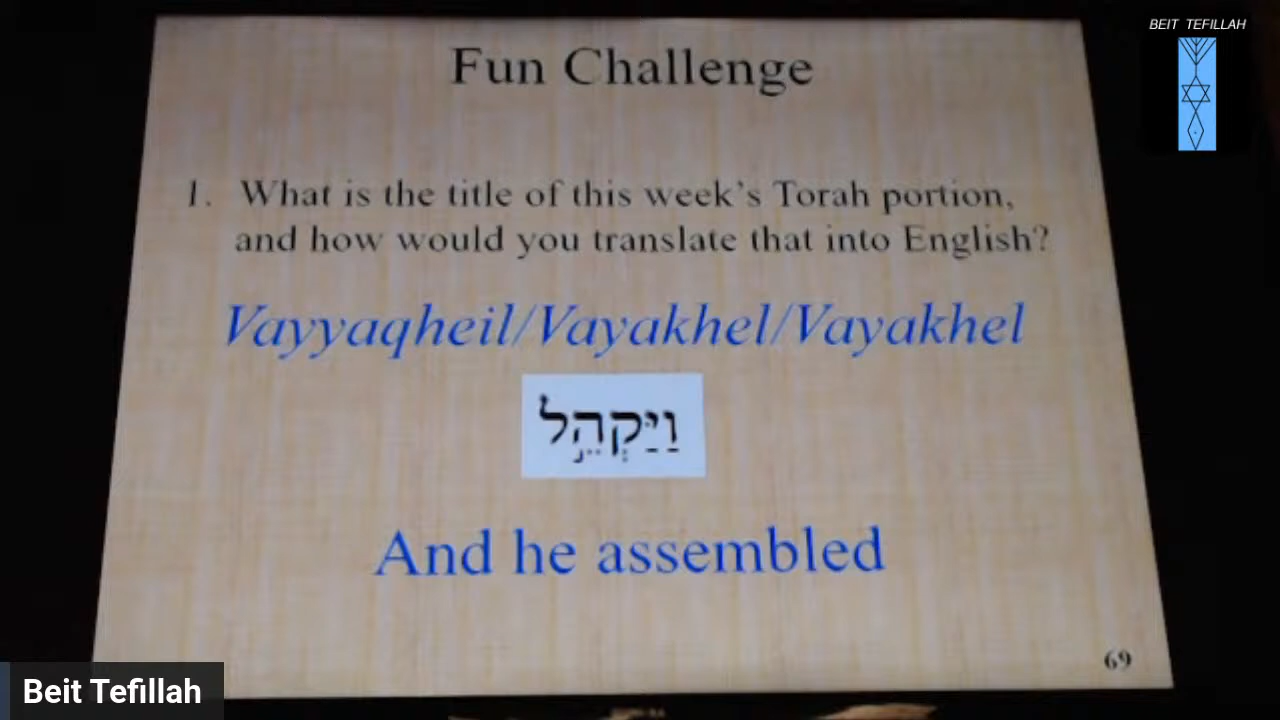 BEIT TEFILLAH
Fun Challenge
1. What is the title of this week's Torah portion,
and how would you translate that into English?
Vayyaqheil/Vayakhel/Vayakhel
וַיַּקְהֵ֥ל
And he assembled
69
Beit Tefillah